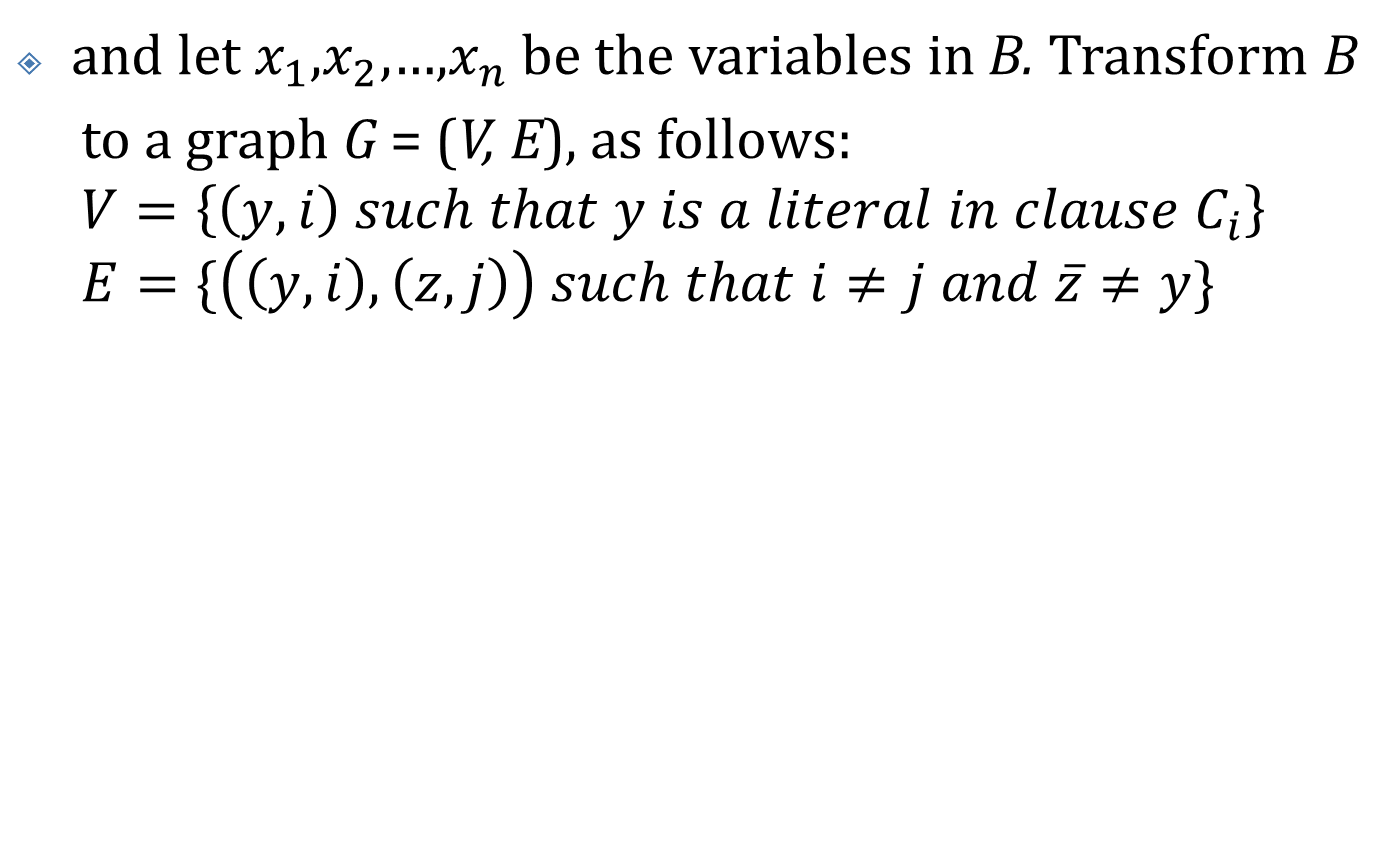 and let x₁,x₂,…,xₙ be the variables in B. Transform B
to a graph G = (V, E), as follows:
V = {(y, i) such that y is a literal in clause Cᵢ}
E = {((y, i), (z, j)) such that i ≠ j and z̄ ≠ y}